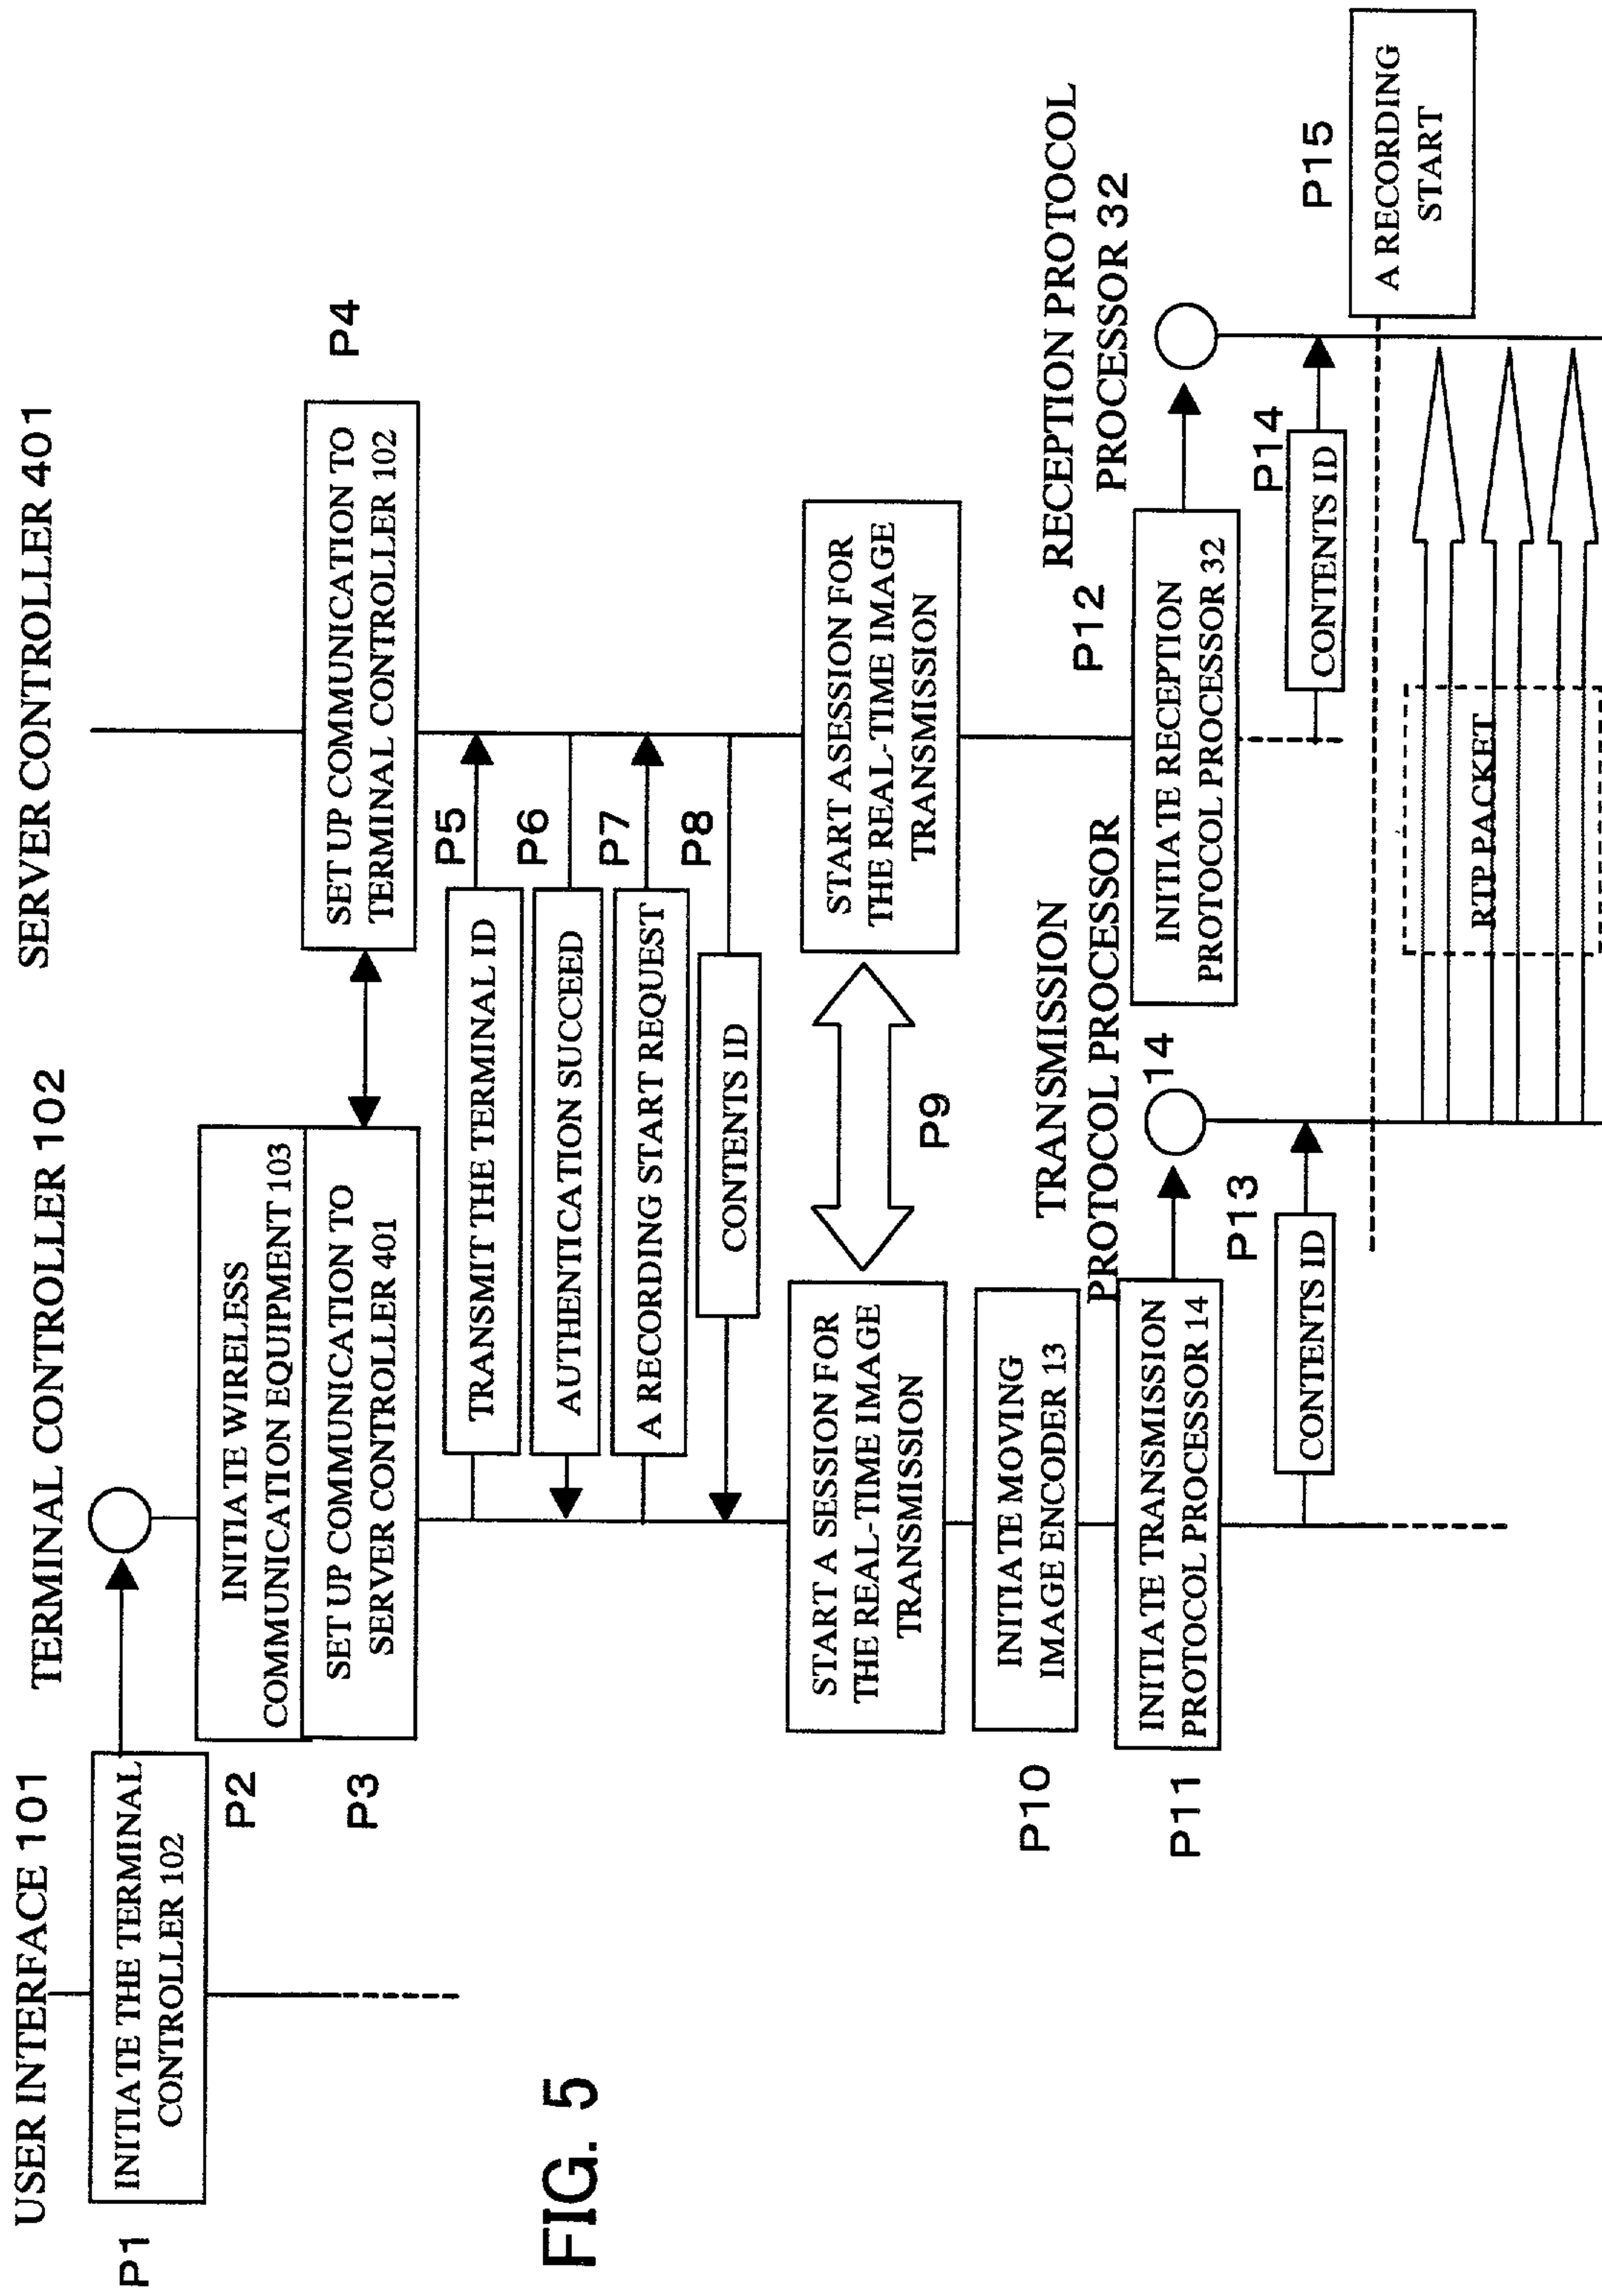 USER INTERFACE 101
TERMINAL CONTROLLER 102
SERVER CONTROLLER 401
P1
INITIATE THE TERMINAL
CONTROLLER 102
P2
INITIATE WIRELESS
COMMUNICATION EQUIPMENT 103
P3
SET UP COMMUNICATION TO
SERVER CONTROLLER 401
SET UP COMMUNICATION TO
TERMINAL CONTROLLER 102
P4
TRANSMIT THE TERMINAL ID
P5
AUTHENTICATION SUCCEED
P6
A RECORDING START REQUEST
P7
CONTENTS ID
P8
START A SESSION FOR
THE REAL-TIME IMAGE
TRANSMISSION
P9
START ASESSION FOR
THE REAL-TIME IMAGE
TRANSMISSION
P10
INITIATE MOVING
IMAGE ENCODER 13
P11
INITIATE TRANSMISSION
PROTOCOL PROCESSOR 14
TRANSMISSION
PROTOCOL PROCESSOR
14
P12
INITIATE RECEPTION
PROTOCOL PROCESSOR 32
RECEPTION PROTOCOL
PROCESSOR 32
P13
CONTENTS ID
P14
CONTENTS ID
P15
A RECORDING
START
RTP PACKET
FIG. 5